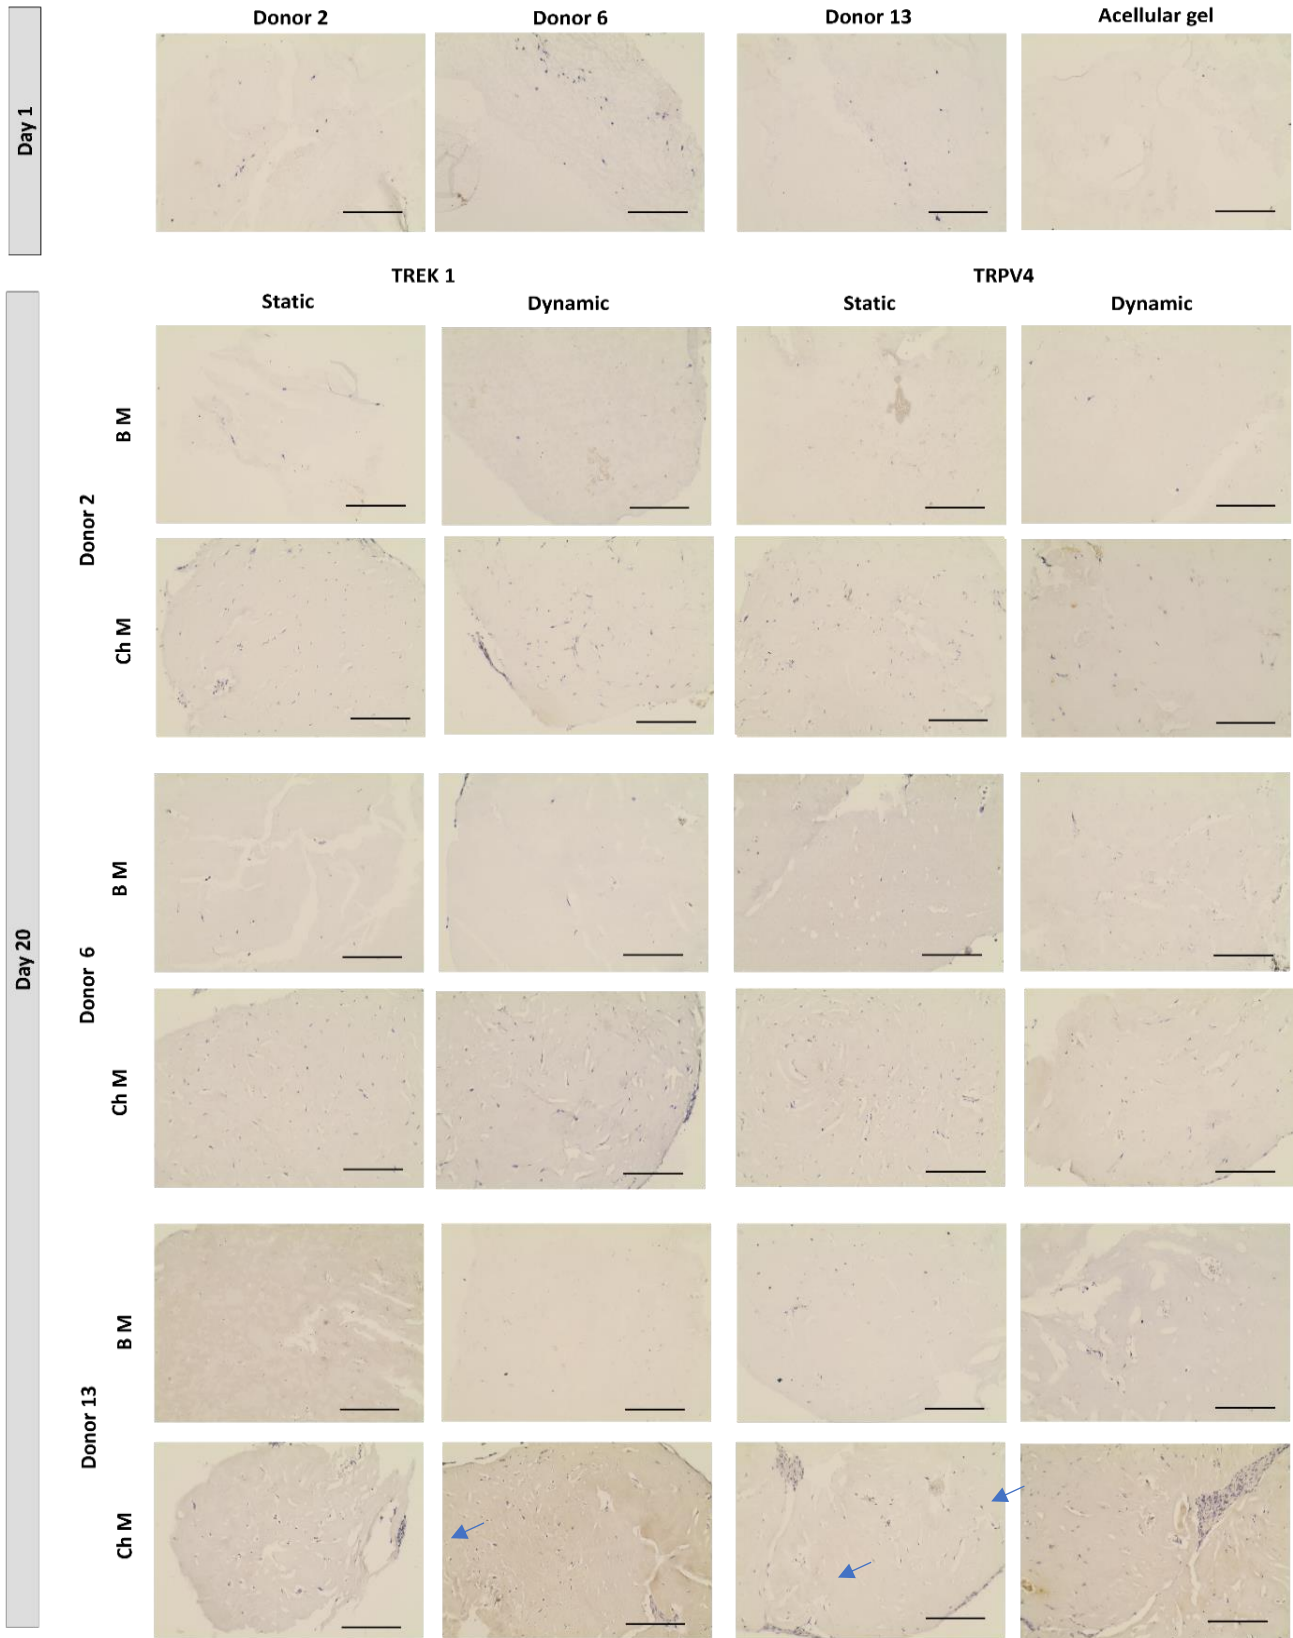 Donor 2 Donor 6 Donor 13 Acellular gel
Day 1
TREK 1 TRPV4
Static Dynamic Static Dynamic
Day 20
Donor 2
B M
Ch M
Donor 6
B M
Ch M
Donor 13
B M
Ch M